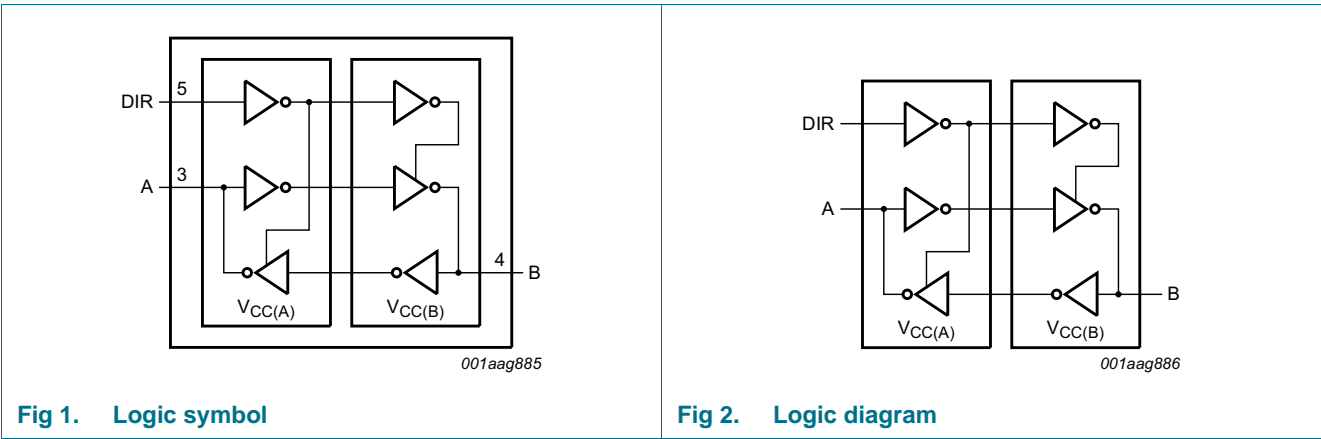 DIR
5
A
3
4
B
VCC(A)
VCC(B)
001aag885
Fig 1. Logic symbol
DIR
A
B
VCC(A)
VCC(B)
001aag886
Fig 2. Logic diagram